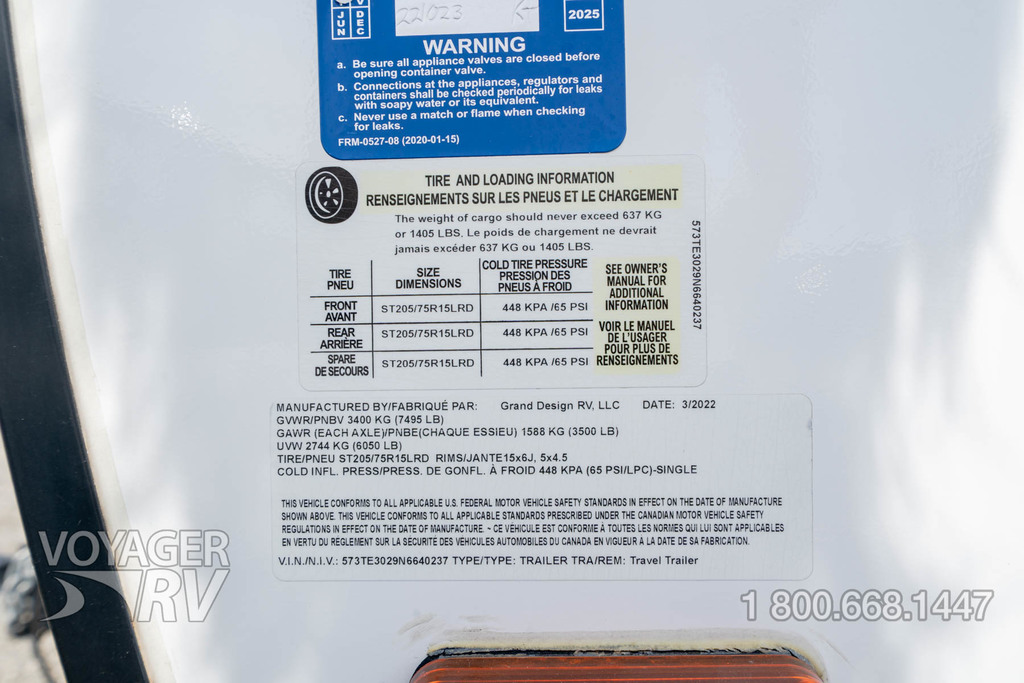 JUN
V
DEC
221023
2025
WARNING
a. Be sure all appliance valves are closed before
opening container valve.
b. Connections at the appliances, regulators and
containers shall be checked periodically for leaks
with soapy water or its equivalent.
c. Never use a match or flame when checking
for leaks.
FRM-0527-08 (2020-01-15)
TIRE AND LOADING INFORMATION
RENSEIGNEMENTS SUR LES PNEUS ET LE CHARGEMENT
The weight of cargo should never exceed 637 KG
or 1405 LBS. Le poids de chargement ne devrait
jamais excéder 637 KG ou 1405 LBS.
TIRE
PNEU
SIZE
DIMENSIONS
COLD TIRE PRESSURE
PRESSION DES
PNEUS À FROID
FRONT
AVANT
ST205/75R15LRD
448 KPA /65 PSI
REAR
ARRIÈRE
ST205/75R15LRD
448 KPA /65 PSI
SPARE
DE SECOURS
ST205/75R15LRD
448 KPA /65 PSI
SEE OWNER'S
MANUAL FOR
ADDITIONAL
INFORMATION
VOIR LE MANUEL
DE L'USAGER
POUR PLUS DE
RENSEIGNEMENTS
573TE3029N6640237
MANUFACTURED BY/FABRIQUÉ PAR: Grand Design RV, LLC DATE: 3/2022
GVWR/PNBV 3400 KG (7495 LB)
GAWR (EACH AXLE)/PNBE(CHAQUE ESSIEU) 1588 KG (3500 LB)
UVW 2744 KG (6050 LB)
TIRE/PNEU ST205/75R15LRD RIMS/JANTE15x6J, 5x4.5
COLD INFL. PRESS/PRESS. DE GONFL. À FROID 448 KPA (65 PSI/LPC)-SINGLE
THIS VEHICLE CONFORMS TO ALL APPLICABLE U.S. FEDERAL MOTOR VEHICLE SAFETY STANDARDS IN EFFECT ON THE DATE OF MANUFACTURE
SHOWN ABOVE. THIS VEHICLE CONFORMS TO ALL APPLICABLE STANDARDS PRESCRIBED UNDER THE CANADIAN MOTOR VEHICLE SAFETY
REGULATIONS IN EFFECT ON THE DATE OF MANUFACTURE. ~ CE VÉHICULE EST CONFORME À TOUTES LES NORMES QUI LUI SONT APPLICABLES
EN VERTU DU RÈGLEMENT SUR LA SÉCURITÉ DES VÉHICULES AUTOMOBILES DU CANADA EN VIGUEUR À LA DATE DE SA FABRICATION.
V.I.N./N.I.V.: 573TE3029N6640237 TYPE/TYPE: TRAILER TRA/REM: Travel Trailer
VOYAGER
RV
1 800.668.1447